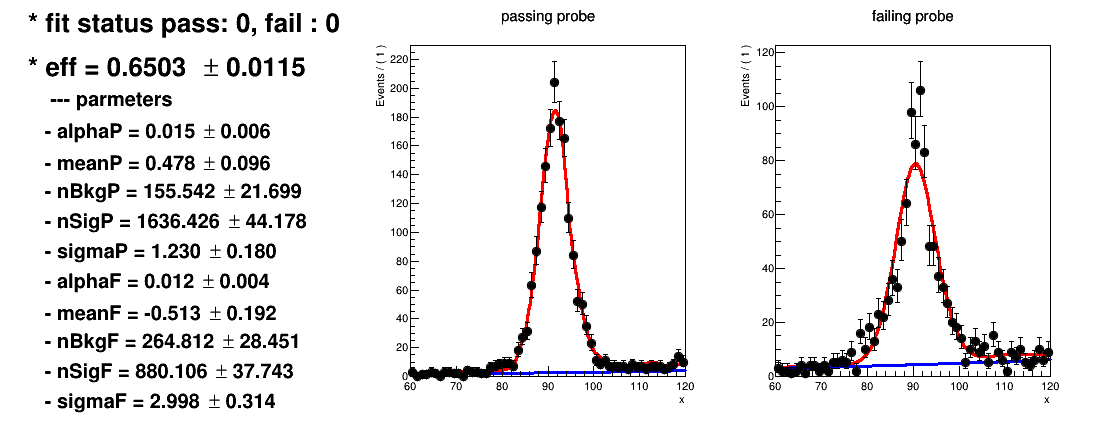 * fit status pass: 0, fail : 0
* eff = 0.6503 ± 0.0115
--- parmeters
- alphaP = 0.015 ± 0.006
- meanP = 0.478 ± 0.096
- nBkgP = 155.542 ± 21.699
- nSigP = 1636.426 ± 44.178
- sigmaP = 1.230 ± 0.180
- alphaF = 0.012 ± 0.004
- meanF = -0.513 ± 0.192
- nBkgF = 264.812 ± 28.451
- nSigF = 880.106 ± 37.743
- sigmaF = 2.998 ± 0.314
passing probe
Events / ( 1 )
220
200
180
160
140
120
100
80
60
40
20
0
60 70 80 90 100 110 120
x
failing probe
Events / ( 1 )
120
100
80
60
40
20
0
60 70 80 90 100 110 120
x